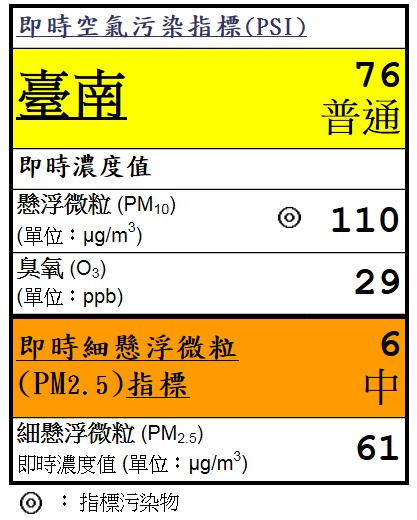 即時空氣污染指標(PSI)
臺南
76
普通
即時濃度值
懸浮微粒 (PM10)
(單位：μg/m3)
◎ 110
臭氧 (O3)
(單位：ppb)
29
即時細懸浮微粒
(PM2.5)指標
6
中
細懸浮微粒 (PM2.5)
即時濃度值 (單位：μg/m3)
61
◎ ：指標污染物